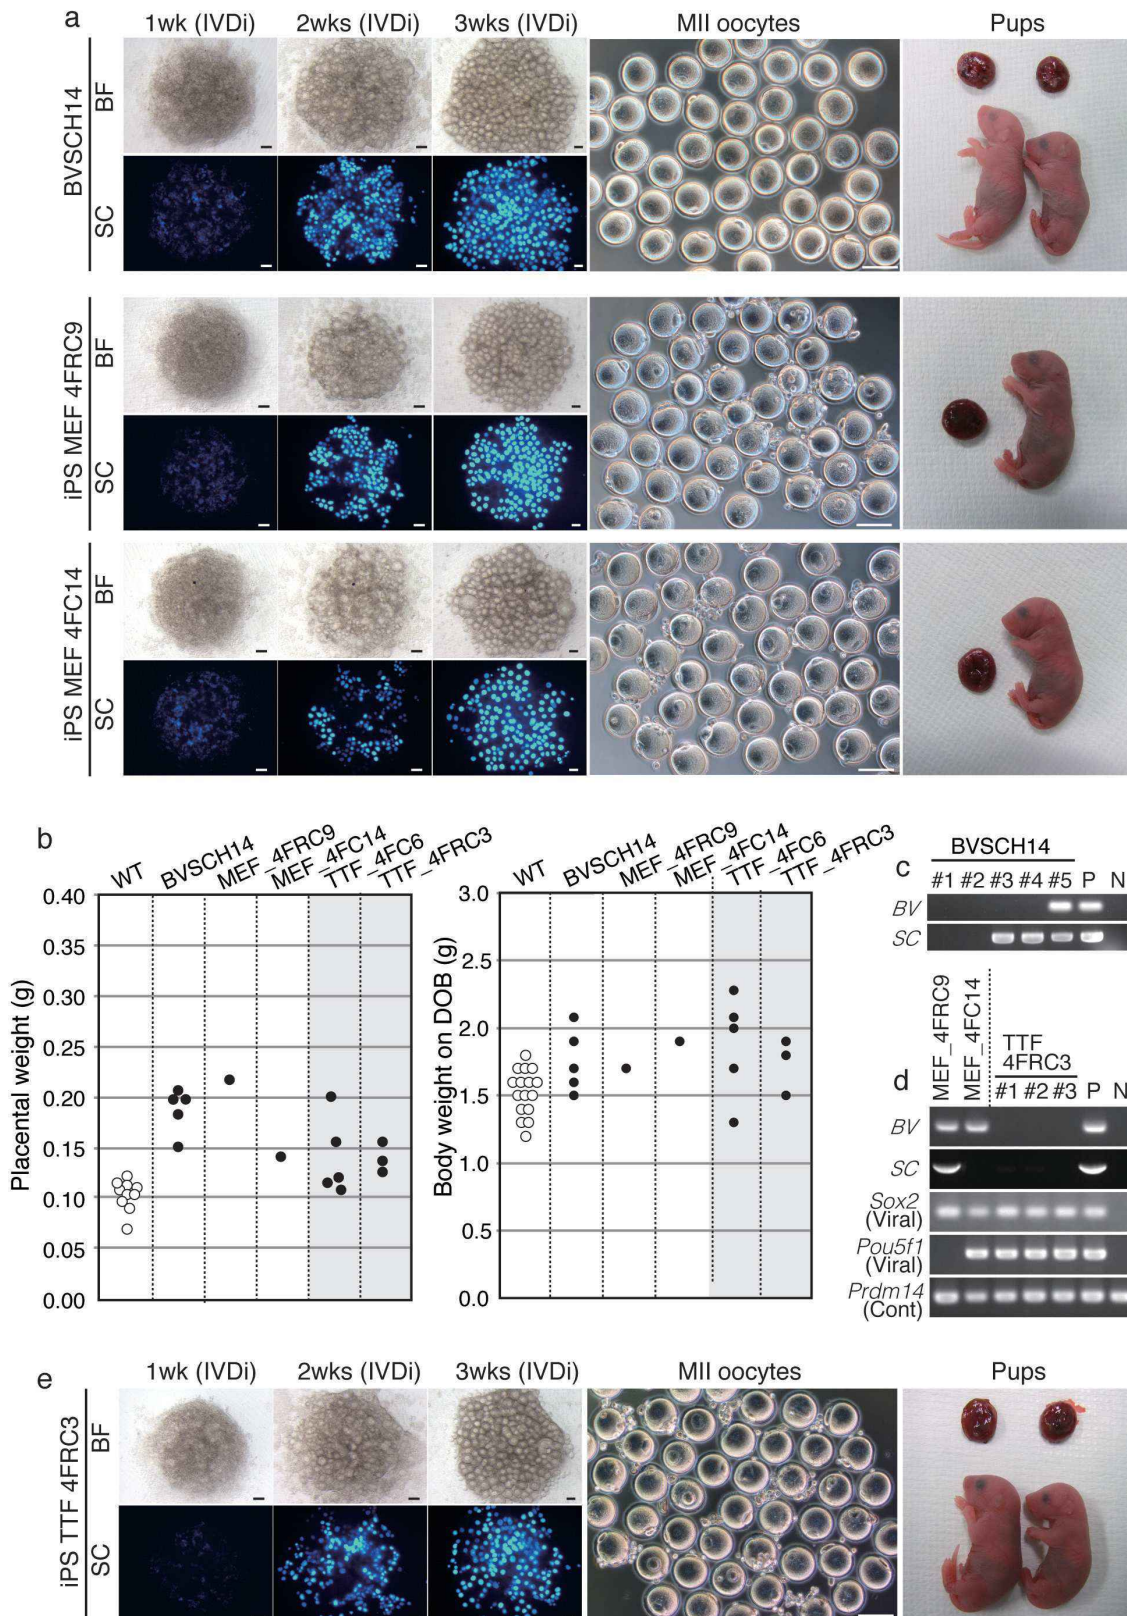 a
1wk (IVDi) 2wks (IVDi) 3wks (IVDi) MII oocytes Pups
BVSCH14
BF
SC
iPS MEF 4FRC9
BF
SC
iPS MEF 4FC14
BF
SC
b
WT BVSCH14 MEF_4FRC9 MEF_4FC14 TTF_4FC6 TTF_4FRC3
Placental weight (g)
0.40
0.35
0.30
0.25
0.20
0.15
0.10
0.05
0.00
WT BVSCH14 MEF_4FRC9 MEF_4FC14 TTF_4FC6 TTF_4FRC3
Body weight on DOB (g)
3.0
2.5
2.0
1.5
1.0
0.5
0.0
c
BVSCH14
#1 #2 #3 #4 #5 P N
BV
SC
d
MEF_4FRC9
MEF_4FC14
TTF
4FRC3
#1 #2 #3 P N
BV
SC
Sox2
(Viral)
Pou5f1
(Viral)
Prdm14
(Cont)
e
1wk (IVDi) 2wks (IVDi) 3wks (IVDi) MII oocytes Pups
iPS TTF 4FRC3
BF
SC